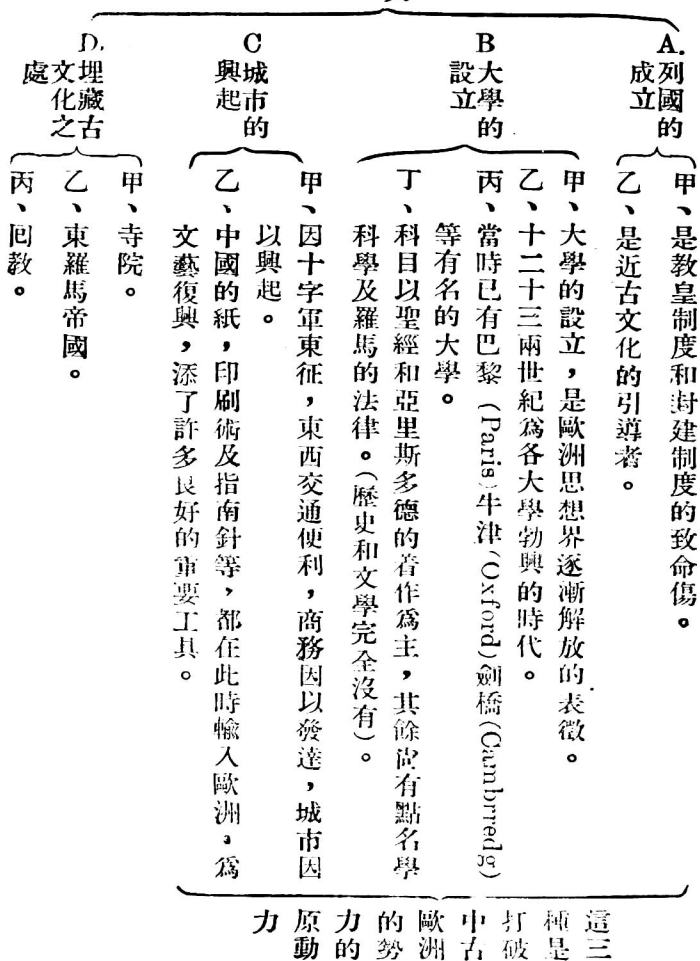 A.列國的
成立
甲、是教皇制度和封建制度的致命傷。
乙、是近古文化的引導者。
B大學的
設立
甲、大學的設立,是歐洲思想界逐漸解放的表徵。
乙、十二十三兩世紀為各大學勃興的時代。
丙、當時已有巴黎(Paris)牛津(Oxford)劍橋(Cambrredg)
等有名的大學。
丁、科目以聖經和亞里斯多德的著作為主,其餘尙有點名學
科學及羅馬的法律。(歷史和文學完全沒有)。
C城市的
興起
甲、因十字軍東征,東西交通便利,商務因以發達,城市因
以興起。
乙、中國的紙,印刷術及指南針等,都在此時輸入歐洲,為
文藝復興,添了許多良好的重要工具。
這三
種是
打破
中古
歐洲
的勢
力的
原動
力
D.埋藏古
文化之
處
甲、寺院。
乙、東羅馬帝國。
丙、回教。